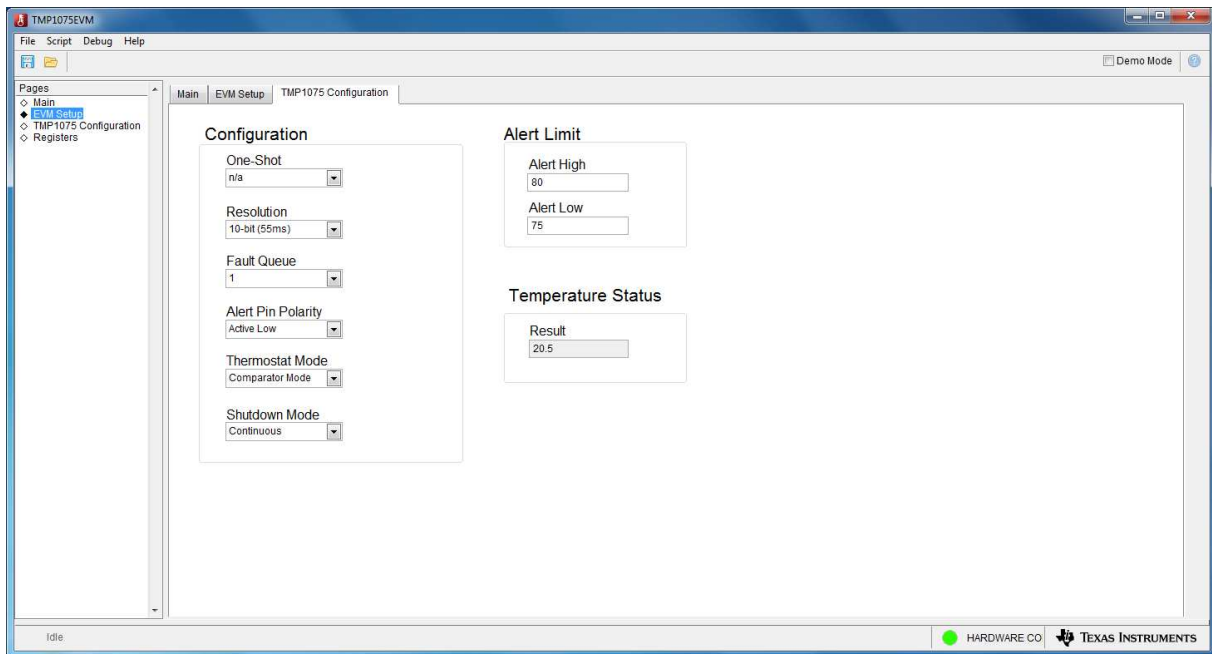 TMP1075EVM
File Script Debug Help
Demo Mode
Pages
Main
EVM Setup
TMP1075 Configuration
Registers
Main EVM Setup TMP1075 Configuration
Configuration
One-Shot
n/a
Resolution
10-bit (55ms)
Fault Queue
1
Alert Pin Polarity
Active Low
Thermostat Mode
Comparator Mode
Shutdown Mode
Continuous
Alert Limit
Alert High
80
Alert Low
75
Temperature Status
Result
20.5
Idle
HARDWARE CO
TEXAS INSTRUMENTS